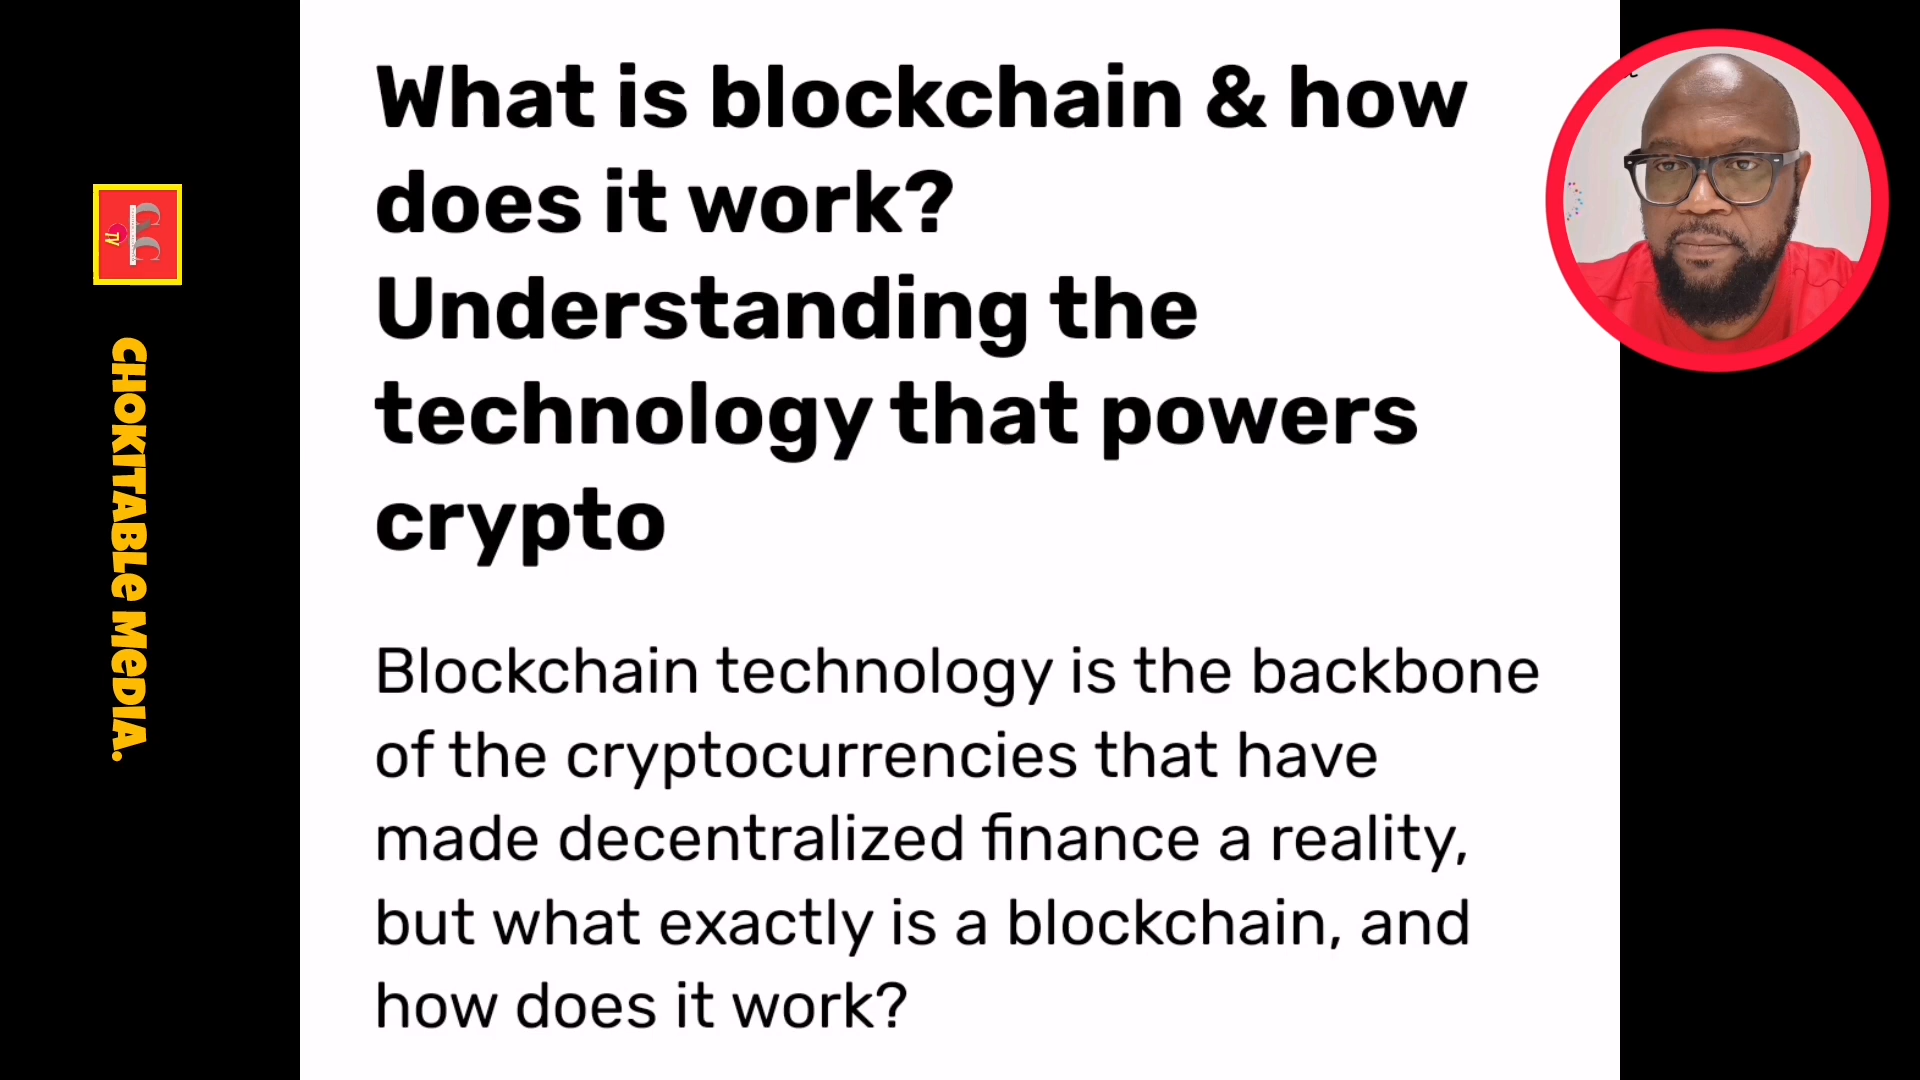 What is blockchain & how
does it work?
Understanding the
technology that powers
crypto
Blockchain technology is the backbone
of the cryptocurrencies that have
made decentralized finance a reality,
but what exactly is a blockchain, and
how does it work?
CHOKITABLE MEDIA.
TV